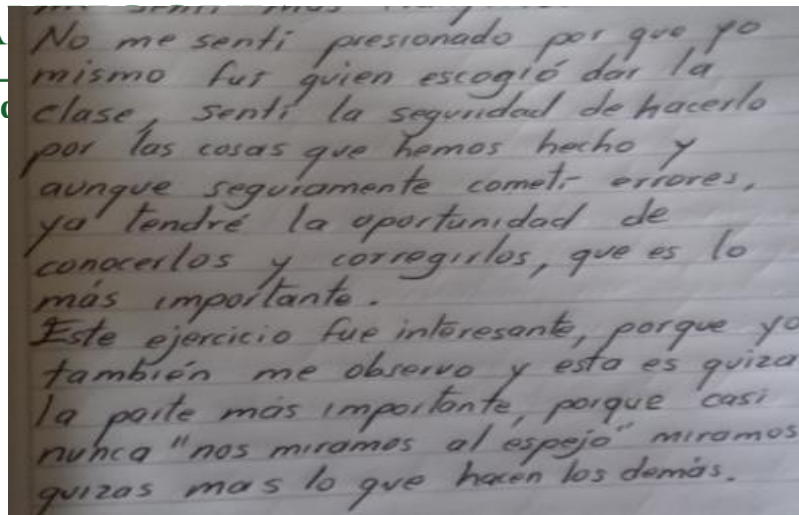 No me sentí presionado por que yo
mismo fui quien escogió dar la
clase, sentí la seguridad de hacerlo
por las cosas que hemos hecho y
aunque seguramente cometí errores,
ya tendré la oportunidad de
conocerlos y corregirlos, que es lo
más importante.
Este ejercicio fue interesante, porque yo
también me observo y esta es quiza
la parte más importante, porque casi
nunca "nos miramos al espejo" miramos
quizas mas lo que hacen los demás.